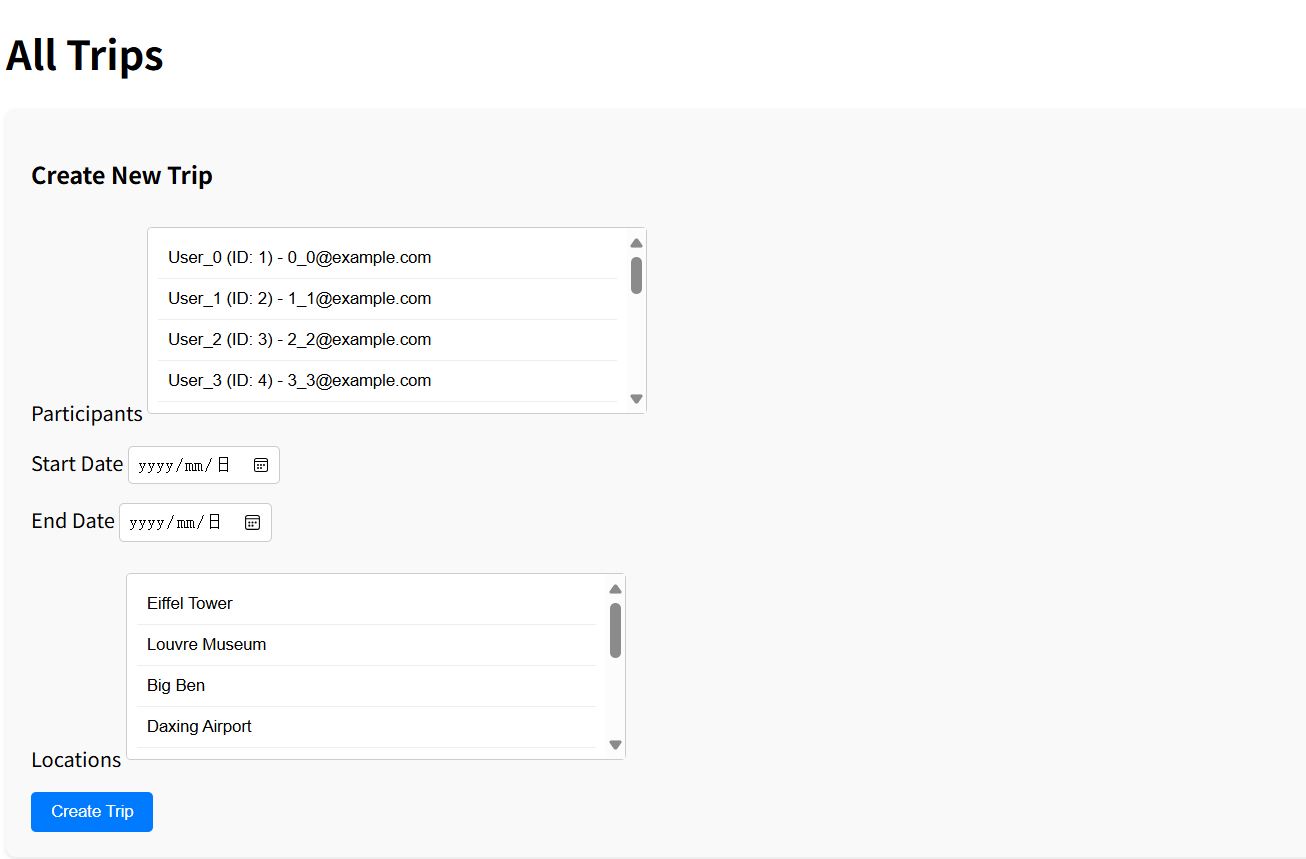 All Trips
Create New Trip
User_0 (ID: 1) - 0_0@example.com
User_1 (ID: 2) - 1_1@example.com
User_2 (ID: 3) - 2_2@example.com
User_3 (ID: 4) - 3_3@example.com
Participants
Start Date yyyy/mm/日
End Date yyyy/mm/日
Eiffel Tower
Louvre Museum
Big Ben
Daxing Airport
Locations
Create Trip